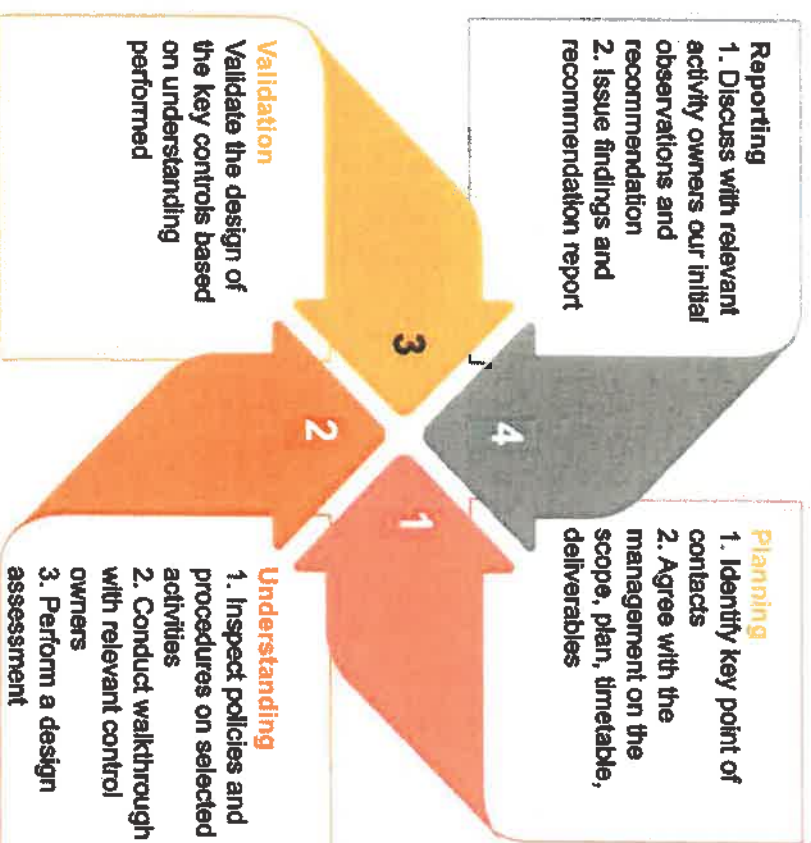 Reporting
1. Discuss with relevant
activity owners our initial
observations and
recommendation
2. Issue findings and
recommendation report
4
Planning
1. Identify key point of
contacts
2. Agree with the
management on the
scope, plan, timetable,
deliverables
1
3
Validation
Validate the design of
the key controls based
on understanding
performed
2
Understanding
1. Inspect policies and
procedures on selected
activities
2. Conduct walkthrough
with relevant control
owners
3. Perform a design
assessment